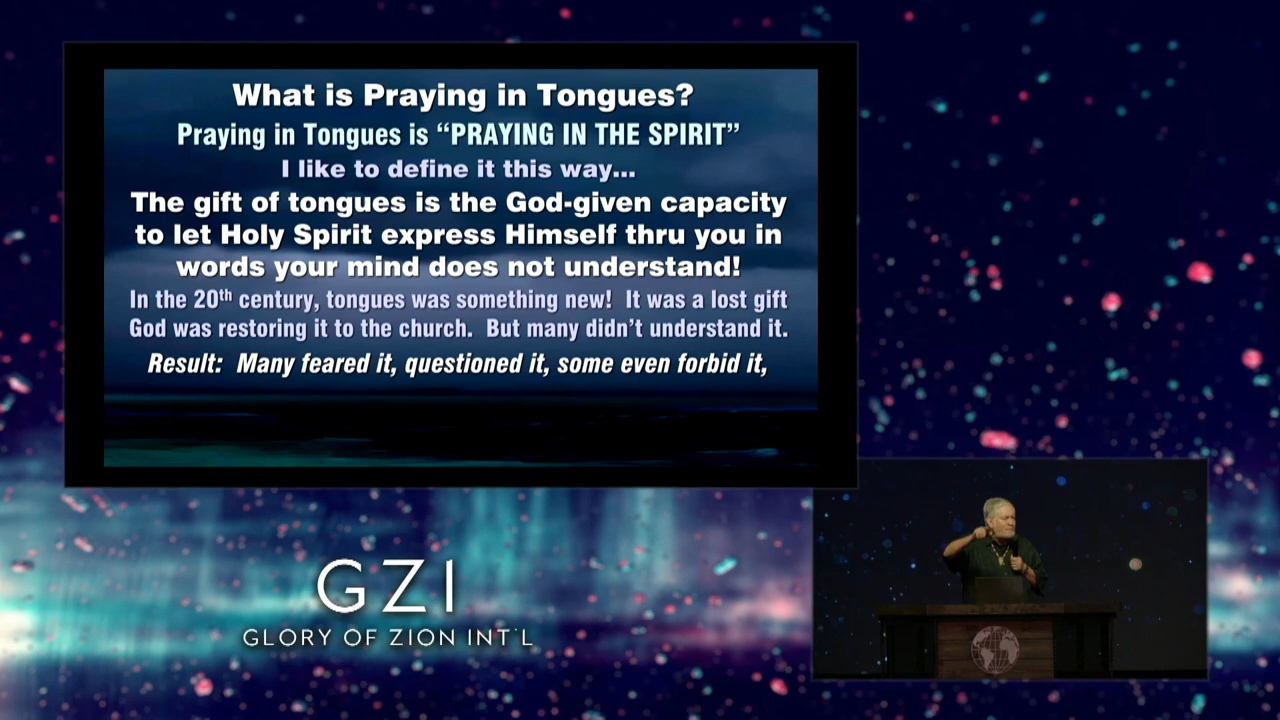 What is Praying in Tongues?
Praying in Tongues is “PRAYING IN THE SPIRIT”
I like to define it this way...
The gift of tongues is the God-given capacity
to let Holy Spirit express Himself thru you in
words your mind does not understand!
In the 20th century, tongues was something new!  It was a lost gift
God was restoring it to the church.  But many didn’t understand it.
Result:  Many feared it, questioned it, some even forbid it,
GZI
GLORY OF ZION INT'L